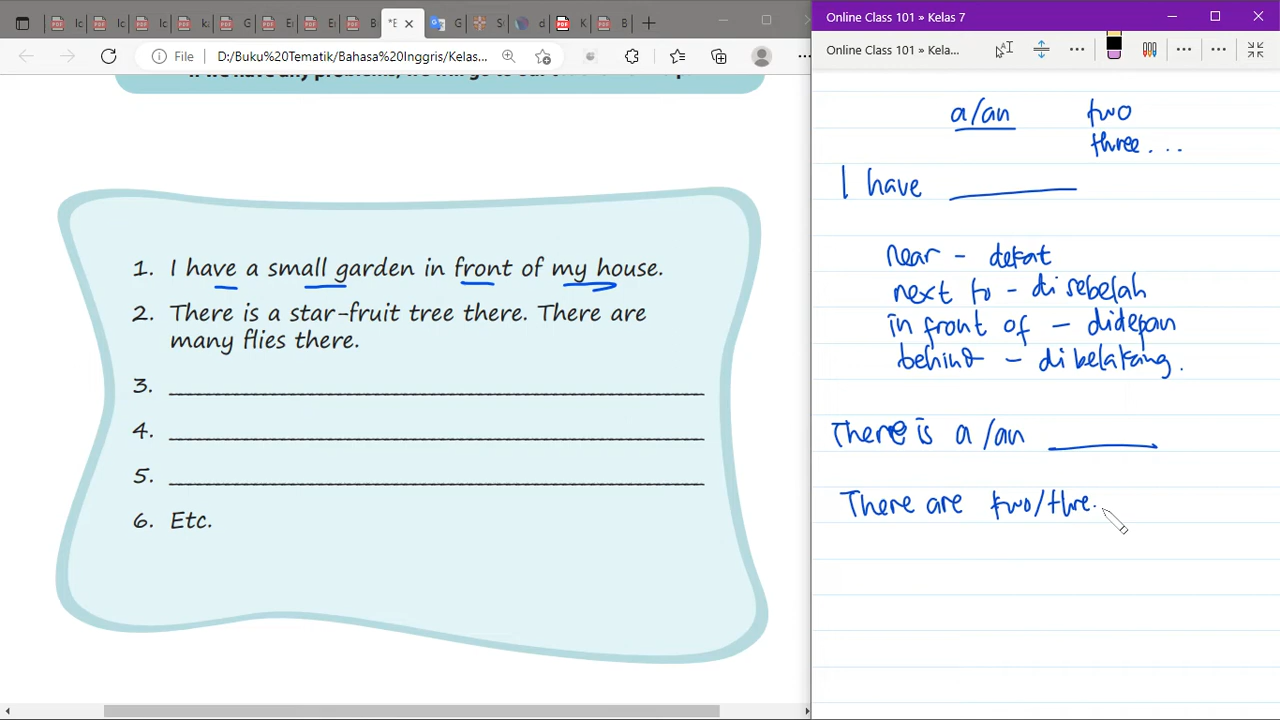 Online Class 101 » Kelas 7
File
D:/Buku%20Tematik/Bahasa%20Inggris/Kelas...
Online Class 101 » Kela...
a/an two
three...
I have
near - dekat
next to - di sebelah
in front of - didepan
behind - dibelakang.
There is a/an
There are two/thre
1. I have a small garden in front of my house.
2. There is a star-fruit tree there. There are
many flies there.
3.
4.
5.
6. Etc.